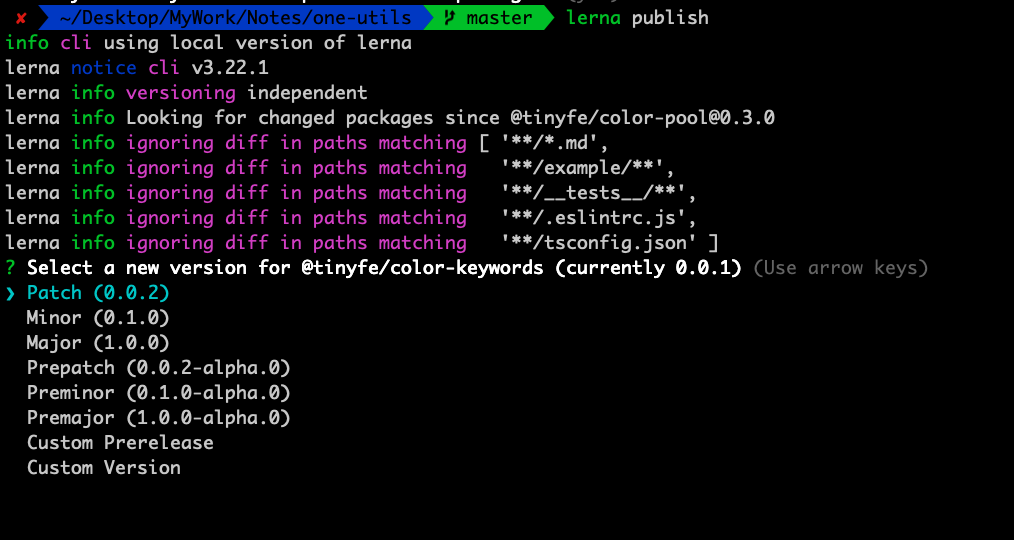 ✘ ~/Desktop/MyWork/Notes/one-utils master lerna publish
info cli using local version of lerna
lerna notice cli v3.22.1
lerna info versioning independent
lerna info Looking for changed packages since @tinyfe/color-pool@0.3.0
lerna info ignoring diff in paths matching [ '**/*.md',
lerna info ignoring diff in paths matching   '**/example/**',
lerna info ignoring diff in paths matching   '**/__tests__/**',
lerna info ignoring diff in paths matching   '**/.eslintrc.js',
lerna info ignoring diff in paths matching   '**/tsconfig.json' ]
? Select a new version for @tinyfe/color-keywords (currently 0.0.1) (Use arrow keys)
❯ Patch (0.0.2)
Minor (0.1.0)
Major (1.0.0)
Prepatch (0.0.2-alpha.0)
Preminor (0.1.0-alpha.0)
Premajor (1.0.0-alpha.0)
Custom Prerelease
Custom Version